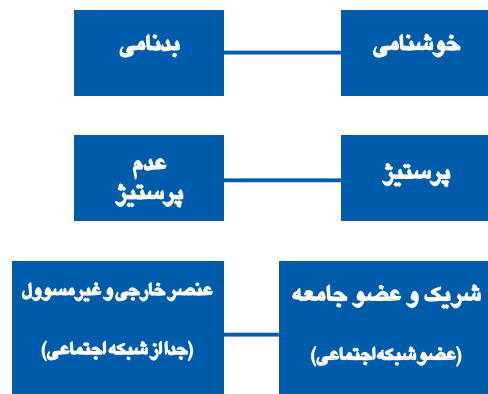 خوشنامی
بدنامی
پرستیژ
عدم
پرستیژ
شریک و عضو جامعه
(عضو شبکه اجتماعی)
عنصر خارجی و غیرمسوول
(جدا از شبکه اجتماعی)